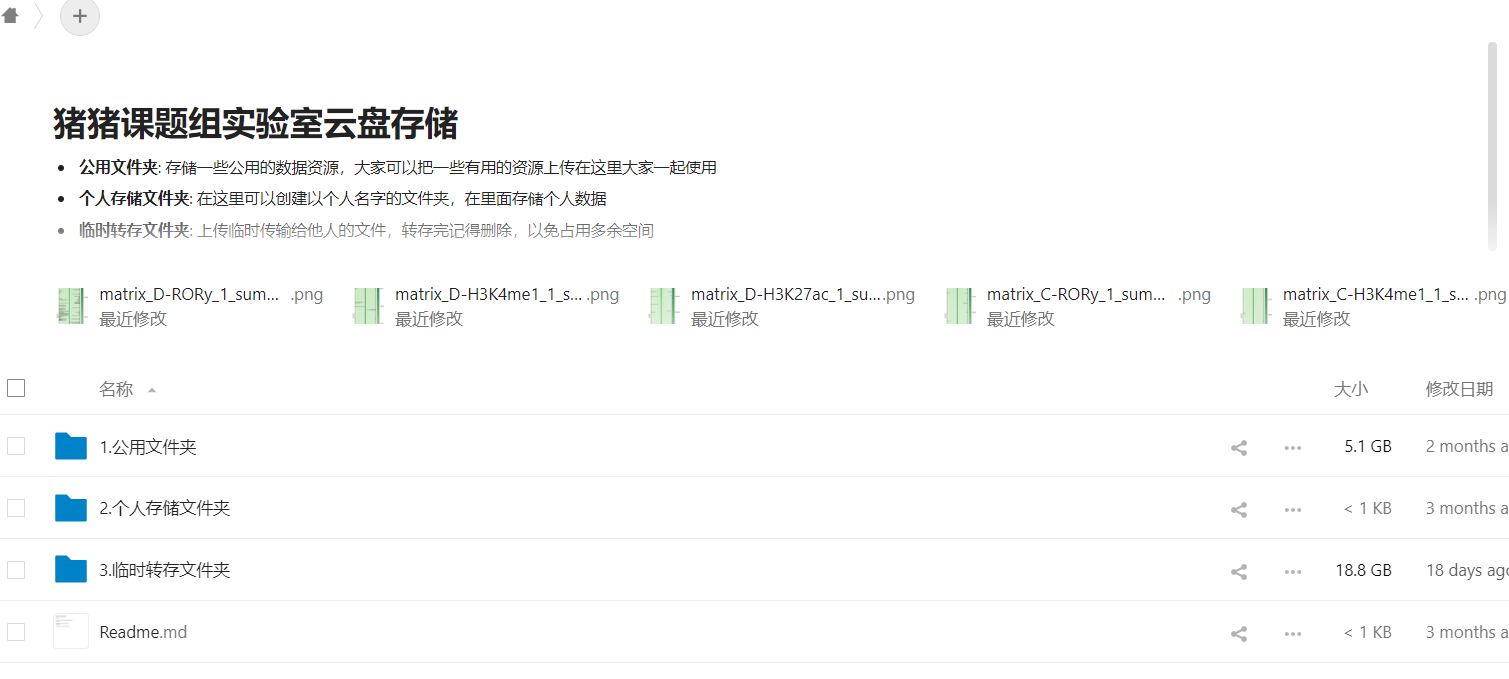 猪猪课题组实验室云盘存储
公用文件夹: 存储一些公用的数据资源，大家可以把一些有用的资源上传在这里大家一起使用
个人存储文件夹: 在这里可以创建以个人名字的文件夹，在里面存储个人数据
临时转存文件夹: 上传临时传输给他人的文件，转存完记得删除，以免占用多余空间
matrix_D-RORy_1_sum... .png
最近修改
matrix_D-H3K4me1_1_s... .png
最近修改
matrix_D-H3K27ac_1_su....png
最近修改
matrix_C-RORy_1_sum... .png
最近修改
matrix_C-H3K4me1_1_s... .png
最近修改
名称 大小 修改日期
1.公用文件夹 5.1 GB 2 months a
2.个人存储文件夹 < 1 KB 3 months a
3.临时转存文件夹 18.8 GB 18 days ago
Readme.md < 1 KB 3 months a